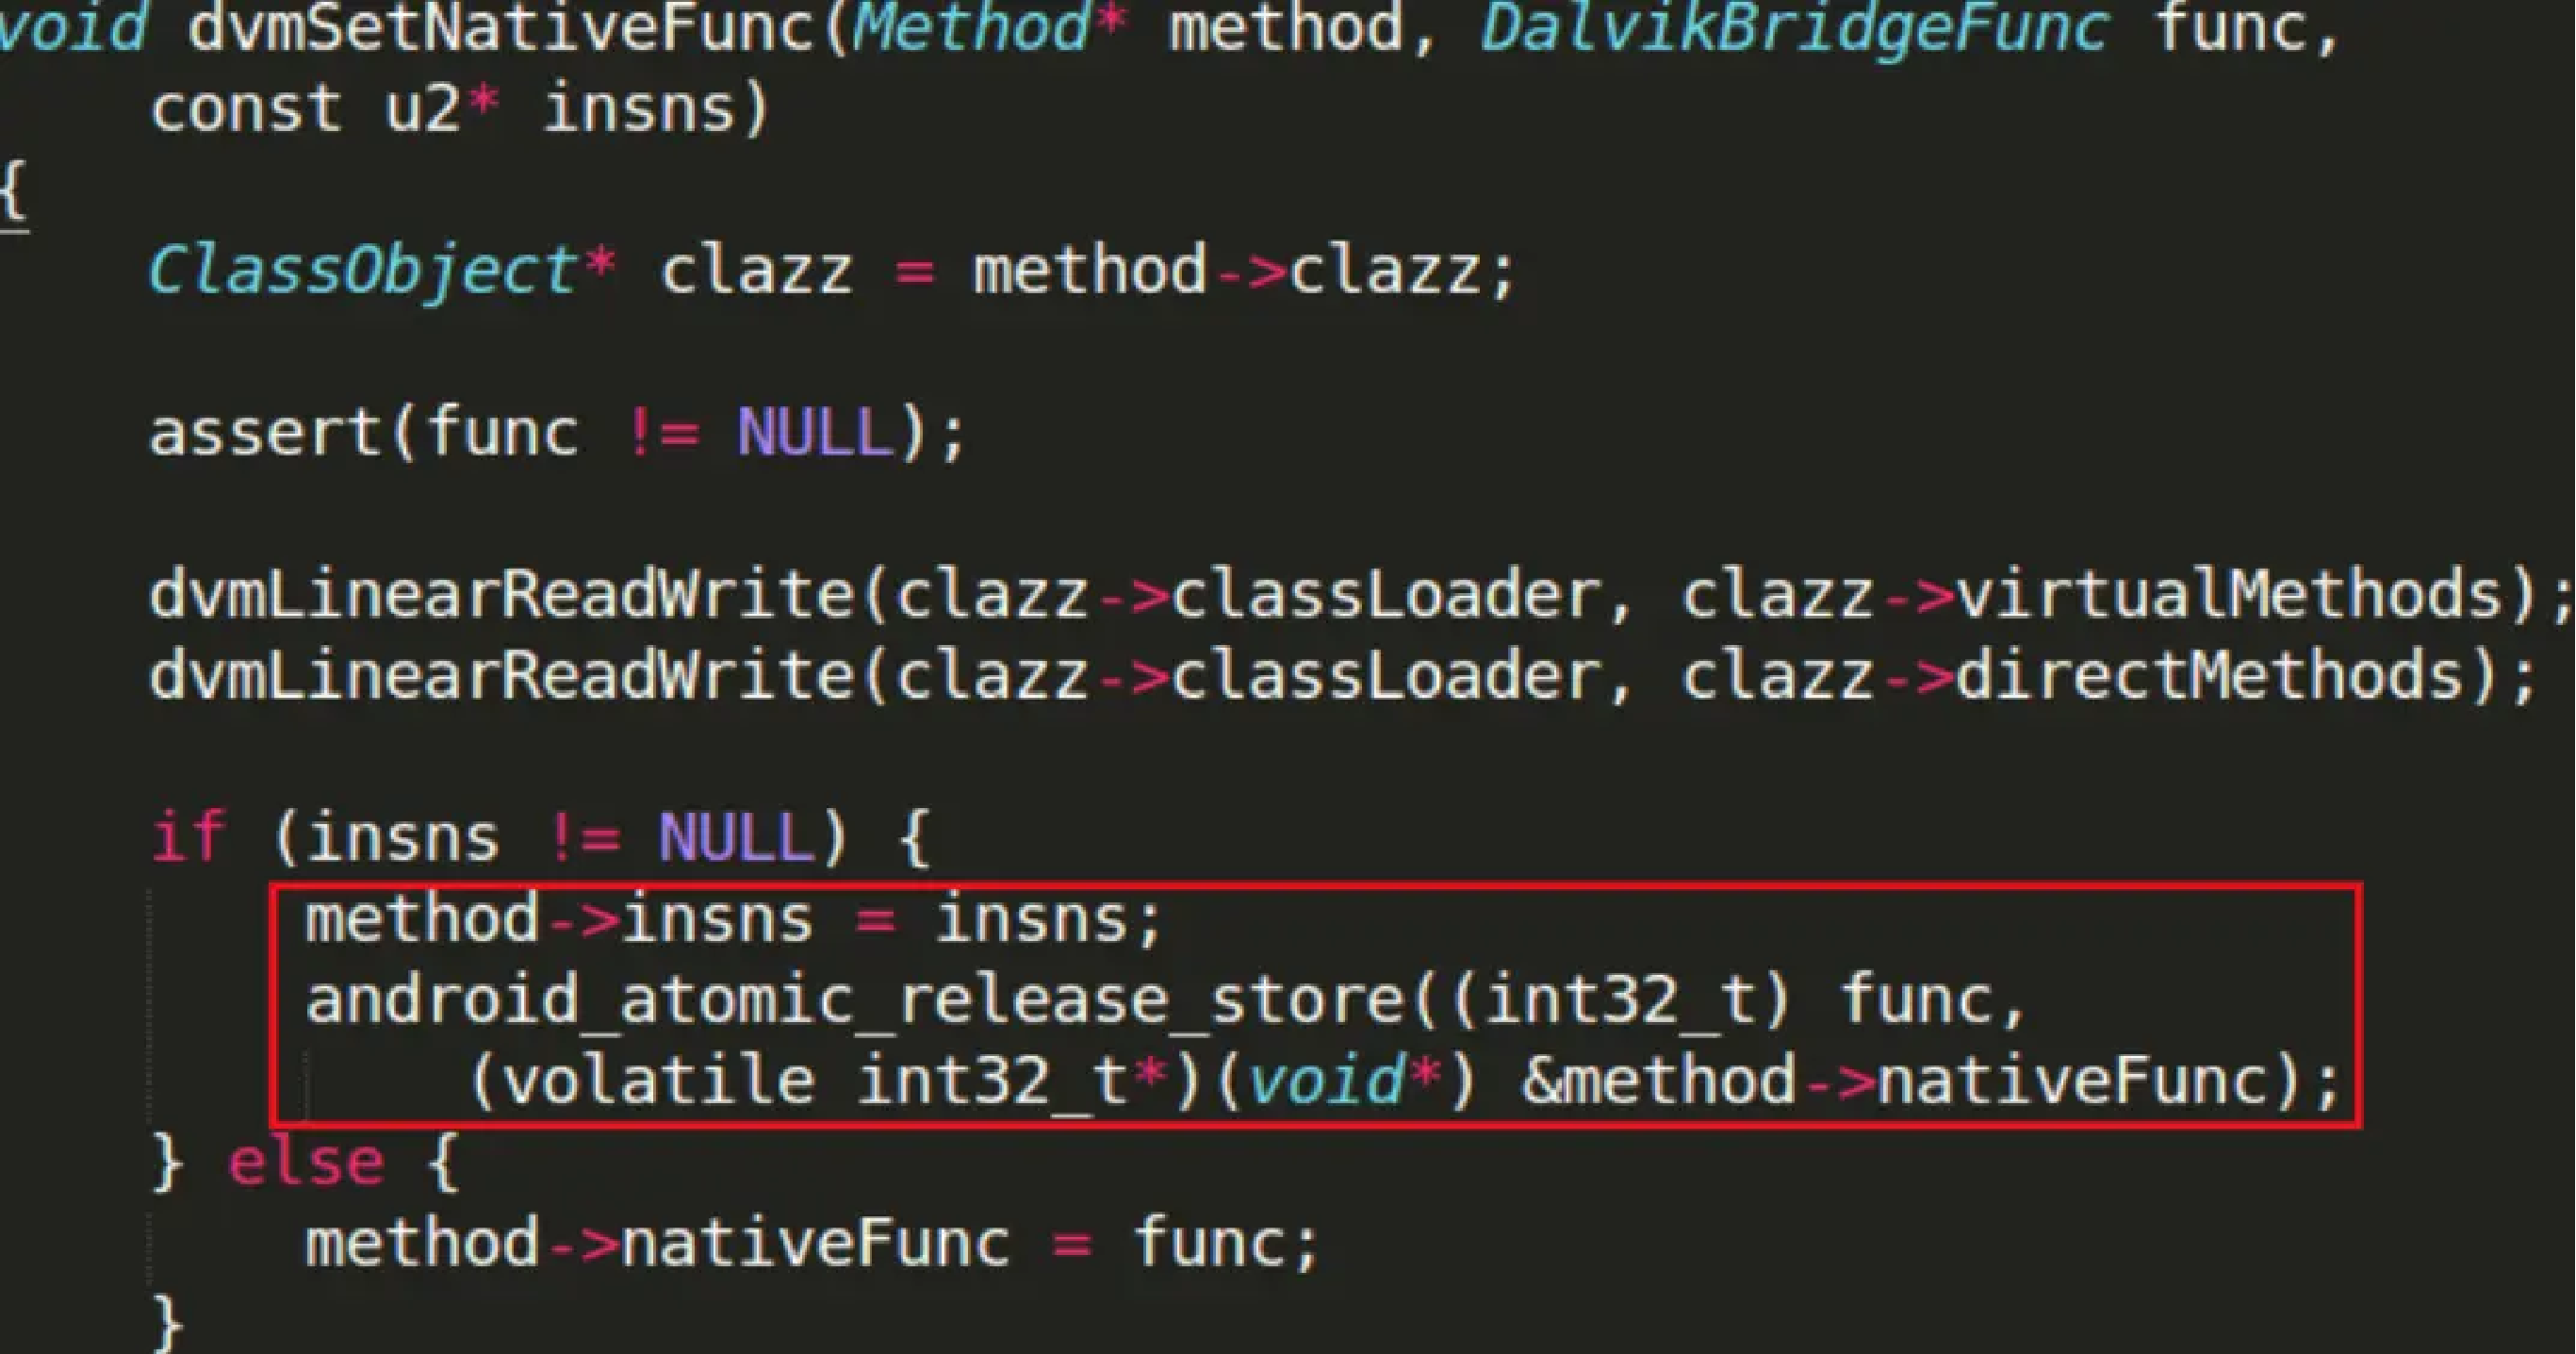 void dvmSetNativeFunc(Method* method, DalvikBridgeFunc func,
    const u2* insns)
{
    ClassObject* clazz = method->clazz;

    assert(func != NULL);

    dvmLinearReadWrite(clazz->classLoader, clazz->virtualMethods);
    dvmLinearReadWrite(clazz->classLoader, clazz->directMethods);

    if (insns != NULL) {
        method->insns = insns;
        android_atomic_release_store((int32_t) func,
            (volatile int32_t*)(void*) &method->nativeFunc);
    } else {
        method->nativeFunc = func;
    }